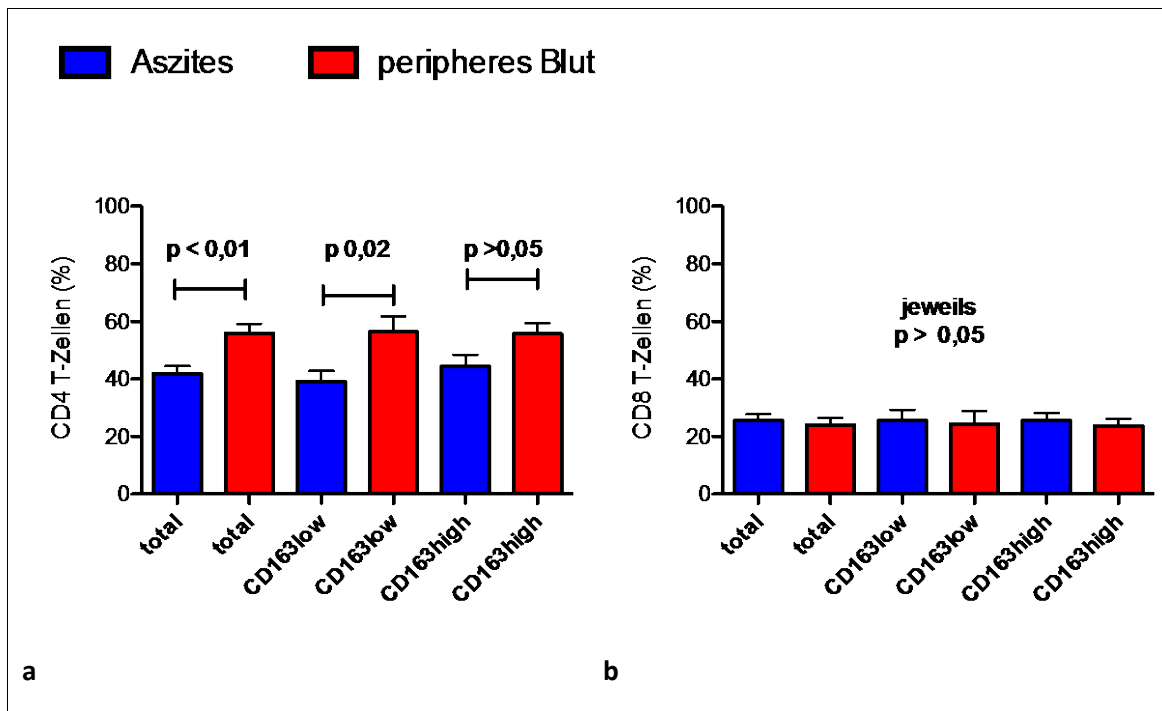 Aszites
peripheres Blut
100
80
60
40
20
0
CD4 T-Zellen (%)
p < 0,01
p 0,02
p >0,05
total
total
CD163low
CD163low
CD163high
CD163high
a
100
80
60
40
20
0
CD8 T-Zellen (%)
jeweils
p > 0,05
total
total
CD163low
CD163low
CD163high
CD163high
b